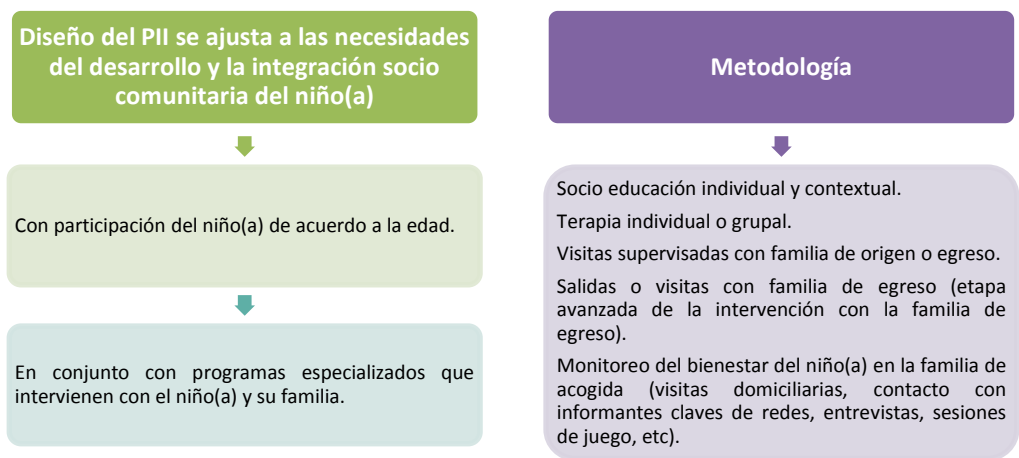 Diseño del PII se ajusta a las necesidades
del desarrollo y la integración socio
comunitaria del niño(a)
Con participación del niño(a) de acuerdo a la edad.
En conjunto con programas especializados que
intervienen con el niño(a) y su familia.
Metodología
Socio educación individual y contextual.
Terapia individual o grupal.
Visitas supervisadas con familia de origen o egreso.
Salidas o visitas con familia de egreso (etapa
avanzada de la intervención con la familia de
egreso).
Monitoreo del bienestar del niño(a) en la familia de
acogida (visitas domiciliarias, contacto con
informantes claves de redes, entrevistas, sesiones
de juego, etc).